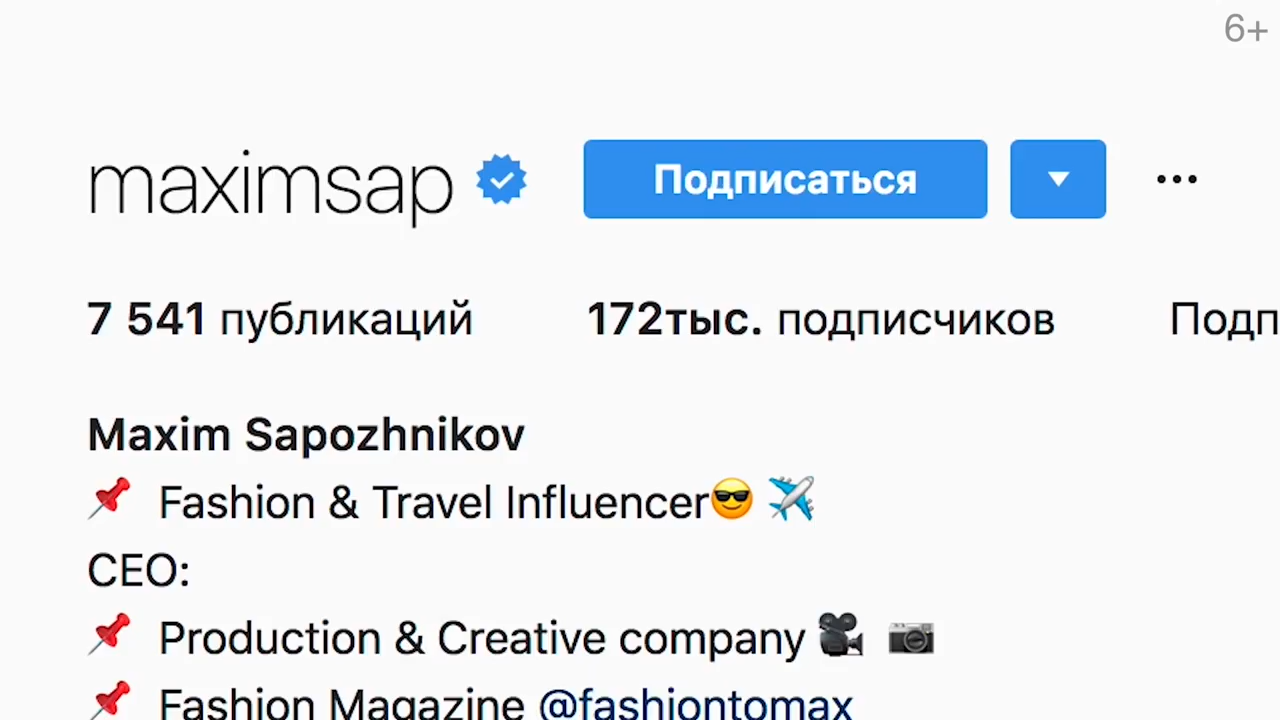 6+
maximsap Подписаться ...
7 541 публикаций 172тыс. подписчиков Подп
Maxim Sapozhnikov
📌 Fashion & Travel Influencer😎 ✈️
CEO:
📌 Production & Creative company 🎥 📷
📌 Fashion Magazine @fashiontomax